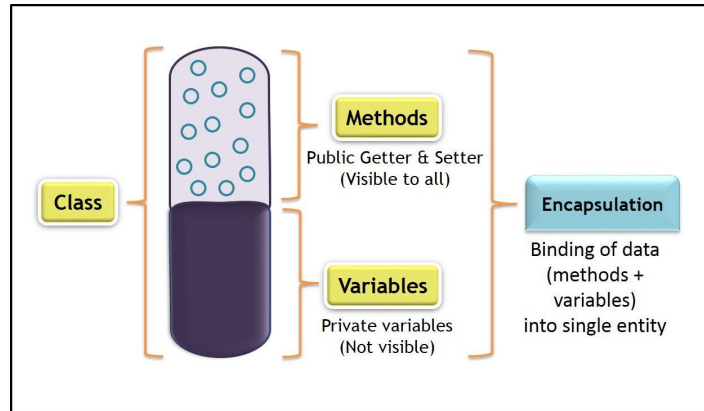 Class
Methods
Public Getter & Setter
(Visible to all)
Variables
Private variables
(Not visible)
Encapsulation
Binding of data
(methods +
variables)
into single entity